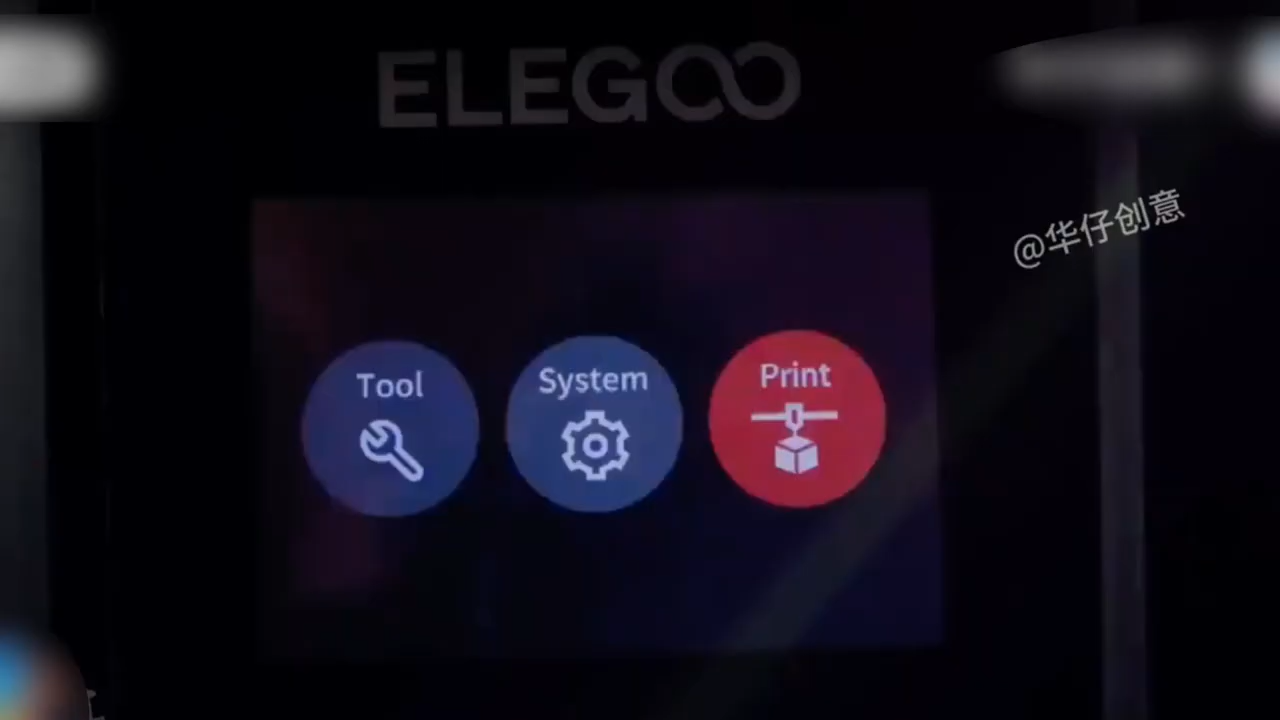 ELEGOO
@华仔创意
Tool
System
Print